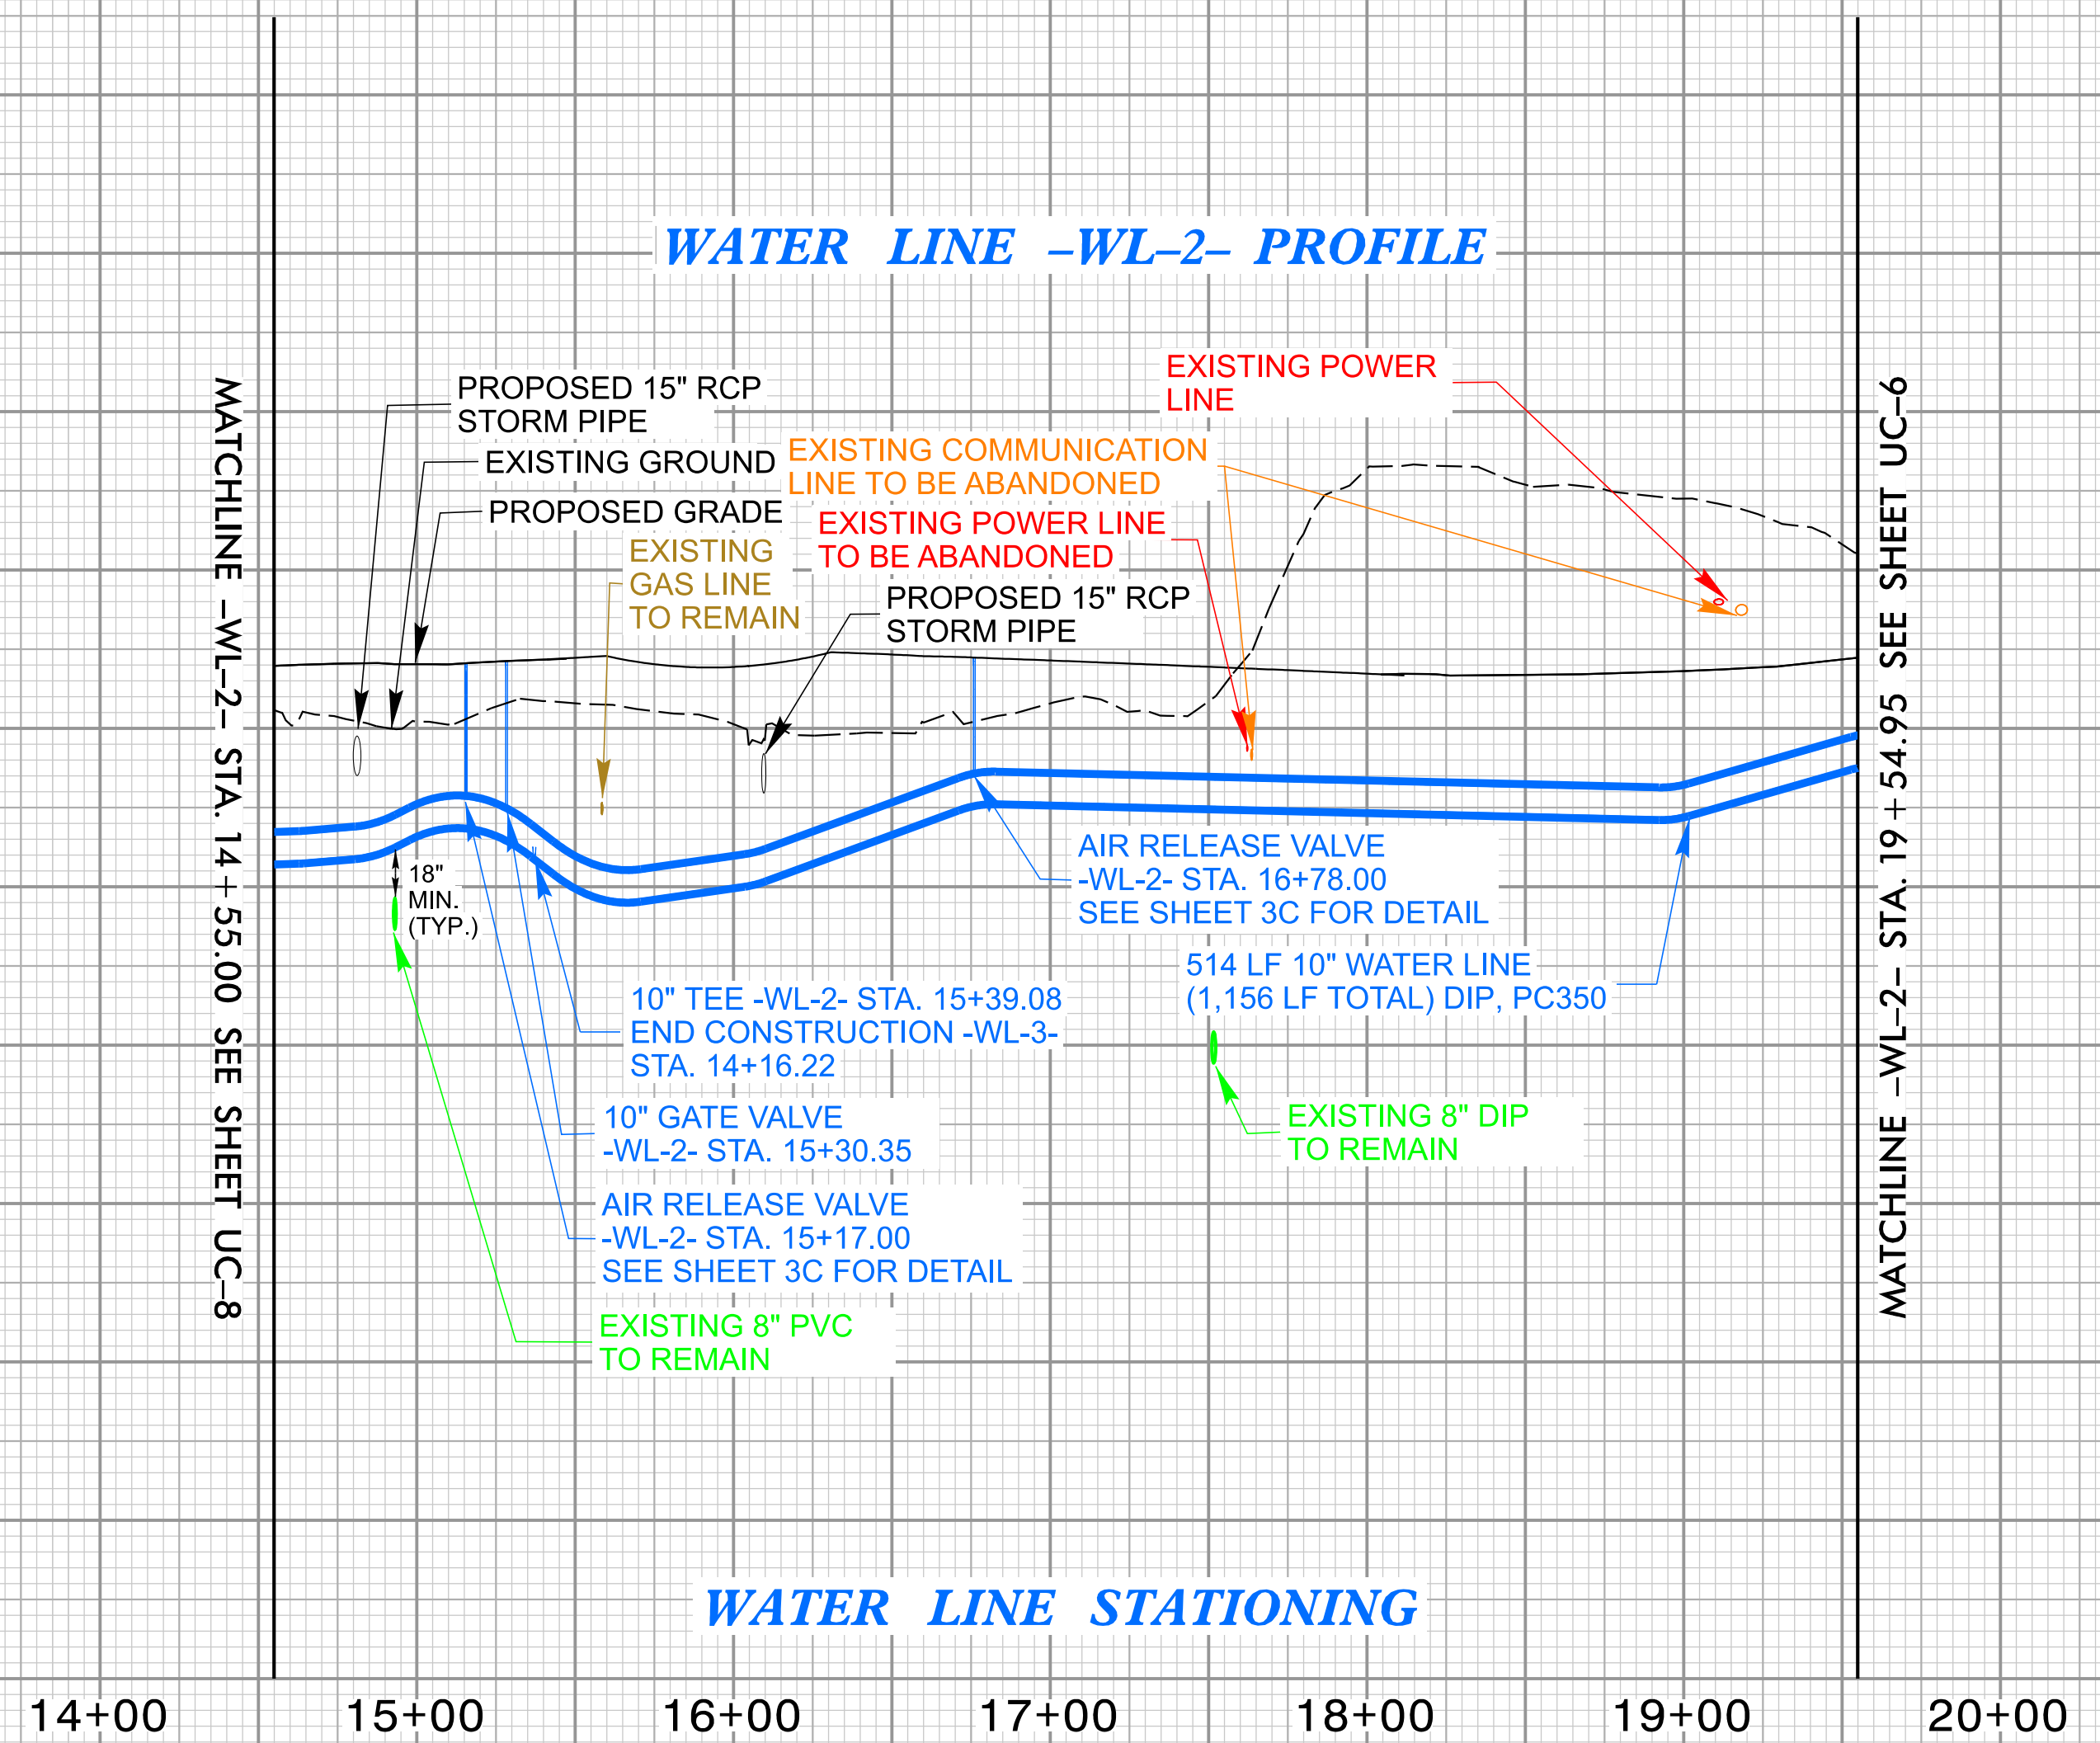 WATER LINE –WL–2– PROFILE
MATCHLINE –WL–2– STA. 14+55.00 SEE SHEET UC–8
PROPOSED 15" RCP
STORM PIPE
EXISTING GROUND
PROPOSED GRADE
EXISTING
GAS LINE
TO REMAIN
EXISTING COMMUNICATION
LINE TO BE ABANDONED
EXISTING POWER LINE
TO BE ABANDONED
PROPOSED 15" RCP
STORM PIPE
EXISTING POWER
LINE
MATCHLINE –WL–2– STA. 19+54.95 SEE SHEET UC–6
18"
MIN.
(TYP.)
AIR RELEASE VALVE
-WL-2- STA. 16+78.00
SEE SHEET 3C FOR DETAIL
514 LF 10" WATER LINE
(1,156 LF TOTAL) DIP, PC350
10" TEE -WL-2- STA. 15+39.08
END CONSTRUCTION -WL-3-
STA. 14+16.22
10" GATE VALVE
-WL-2- STA. 15+30.35
EXISTING 8" DIP
TO REMAIN
AIR RELEASE VALVE
-WL-2- STA. 15+17.00
SEE SHEET 3C FOR DETAIL
EXISTING 8" PVC
TO REMAIN
WATER LINE STATIONING
14+00 15+00 16+00 17+00 18+00 19+00 20+00